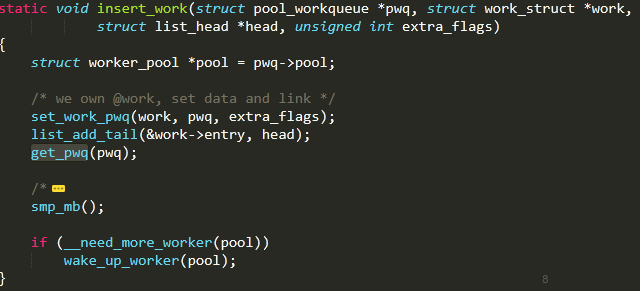 static void insert_work(struct pool_workqueue *pwq, struct work_struct *work,
struct list_head *head, unsigned int extra_flags)
{
struct worker_pool *pool = pwq->pool;
/* we own @work, set data and link */
set_work_pwq(work, pwq, extra_flags);
list_add_tail(&work->entry, head);
get_pwq(pwq);
/*
smp_mb();
if (__need_more_worker(pool))
wake_up_worker(pool);
}
8